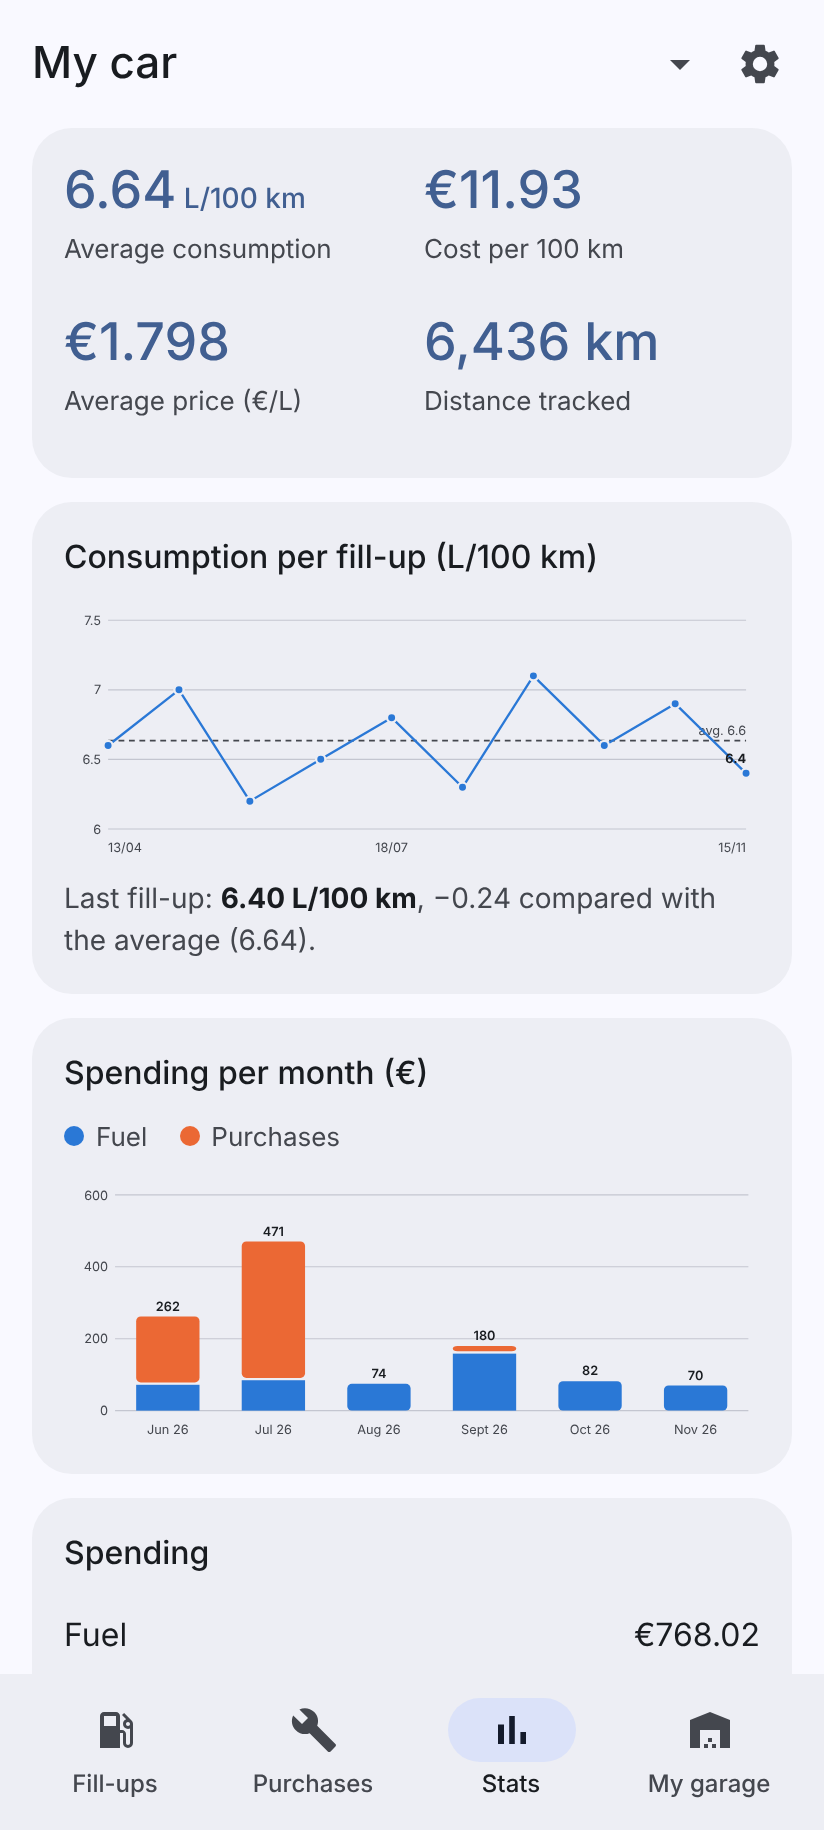 My car
6.64 L/100 km
Average consumption
€11.93
Cost per 100 km
€1.798
Average price (€/L)
6,436 km
Distance tracked
Consumption per fill-up (L/100 km)
7.5
7
6.5
6
avg. 6.6
6.4
13/04
18/07
15/11
Last fill-up: 6.40 L/100 km, −0.24 compared with
the average (6.64).
Spending per month (€)
Fuel
Purchases
600
400
200
0
262
471
74
180
82
70
Jun 26
Jul 26
Aug 26
Sept 26
Oct 26
Nov 26
Spending
Fuel
€768.02
Fill-ups
Purchases
Stats
My garage